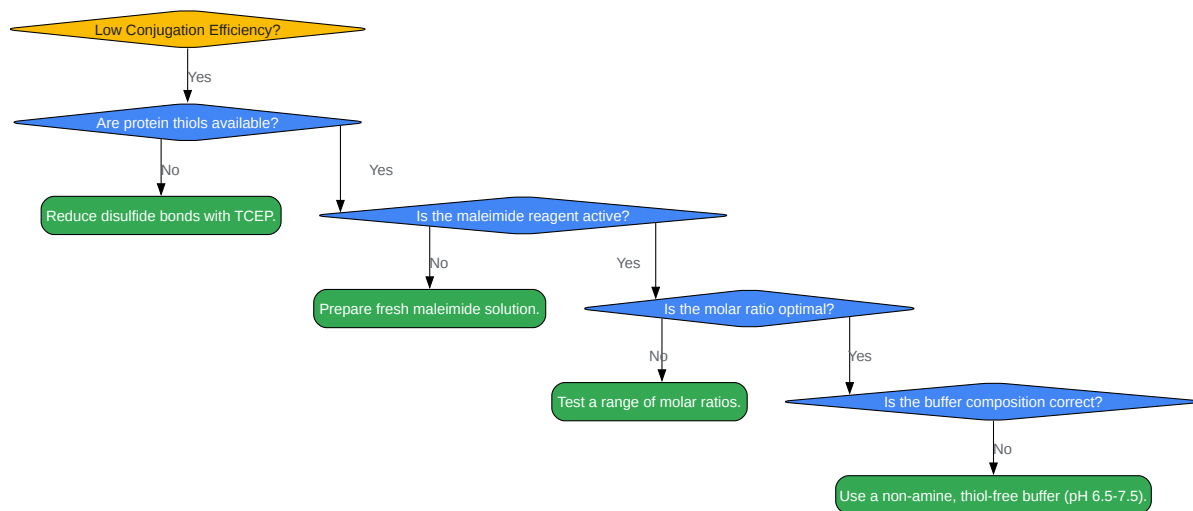 Low Conjugation Efficiency?
Yes
Are protein thiols available?
No
Yes
Reduce disulfide bonds with TCEP.
Is the maleimide reagent active?
No
Yes
Prepare fresh maleimide solution.
Is the molar ratio optimal?
No
Yes
Test a range of molar ratios.
Is the buffer composition correct?
No
Use a non-amine, thiol-free buffer (pH 6.5-7.5).